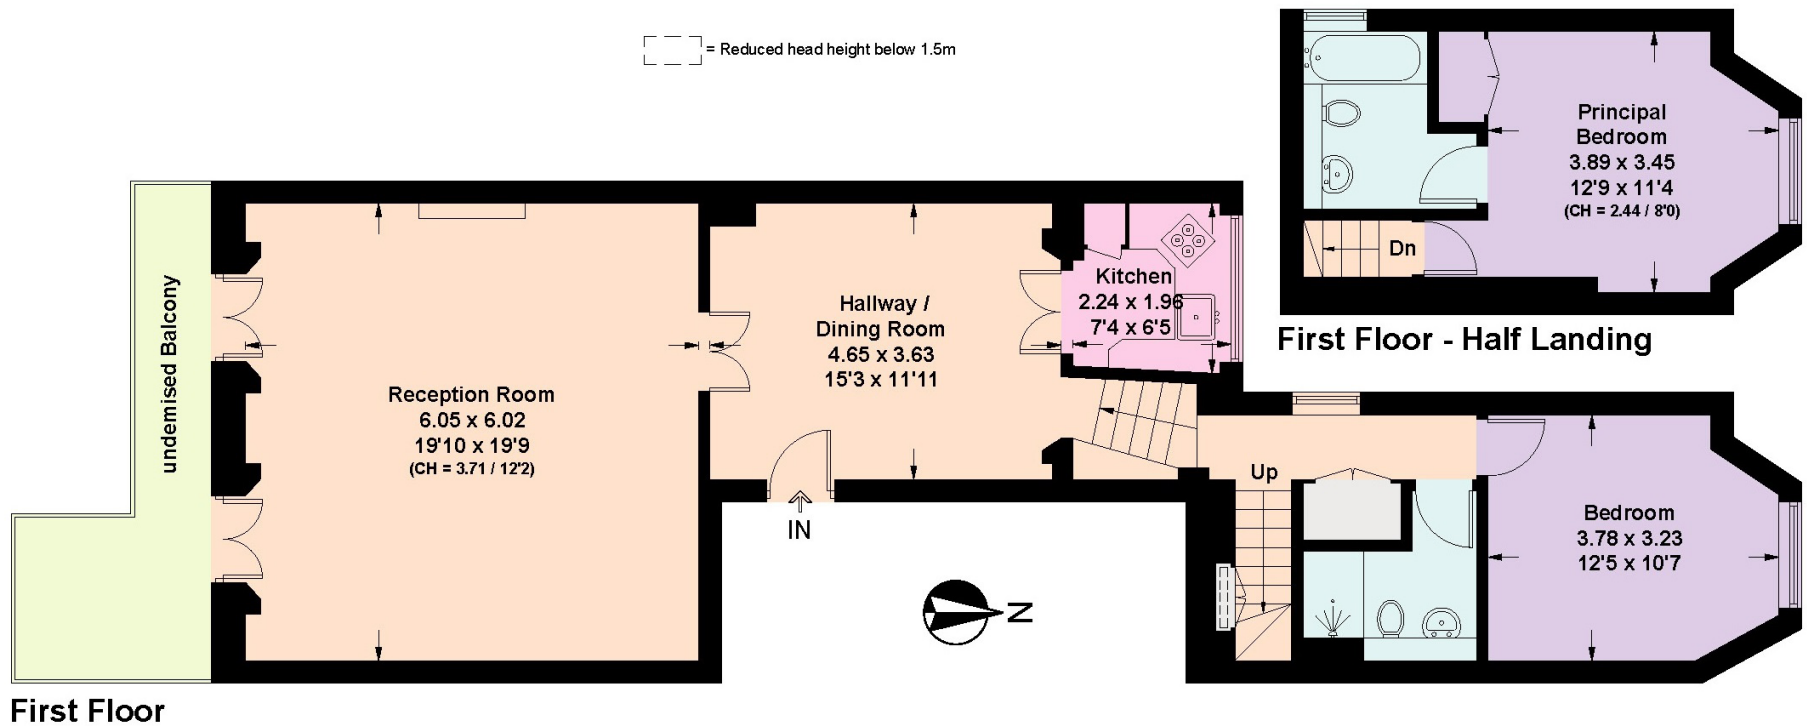 = Reduced head height below 1.5m
Principal
Bedroom
3.89 x 3.45
12'9 x 11'4
(CH = 2.44 / 8'0)
Dn
First Floor - Half Landing
undemised Balcony
Reception Room
6.05 x 6.02
19'10 x 19'9
(CH = 3.71 / 12'2)
Hallway /
Dining Room
4.65 x 3.63
15'3 x 11'11
Kitchen
2.24 x 1.96
7'4 x 6'5
IN
Up
Bedroom
3.78 x 3.23
12'5 x 10'7
N
First Floor